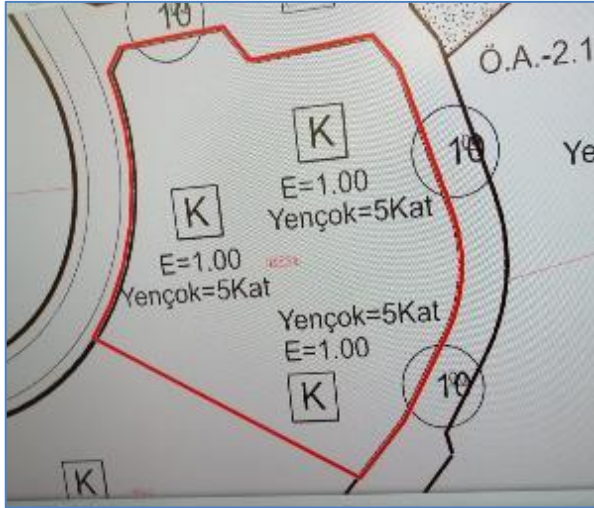 10
K
Ö.A.-2.1
K
E=1.00
Yençok=5Kat
10
Ye
K
E=1.00
Yençok=5Kat
Yençok=5Kat
E=1.00
K
10
K